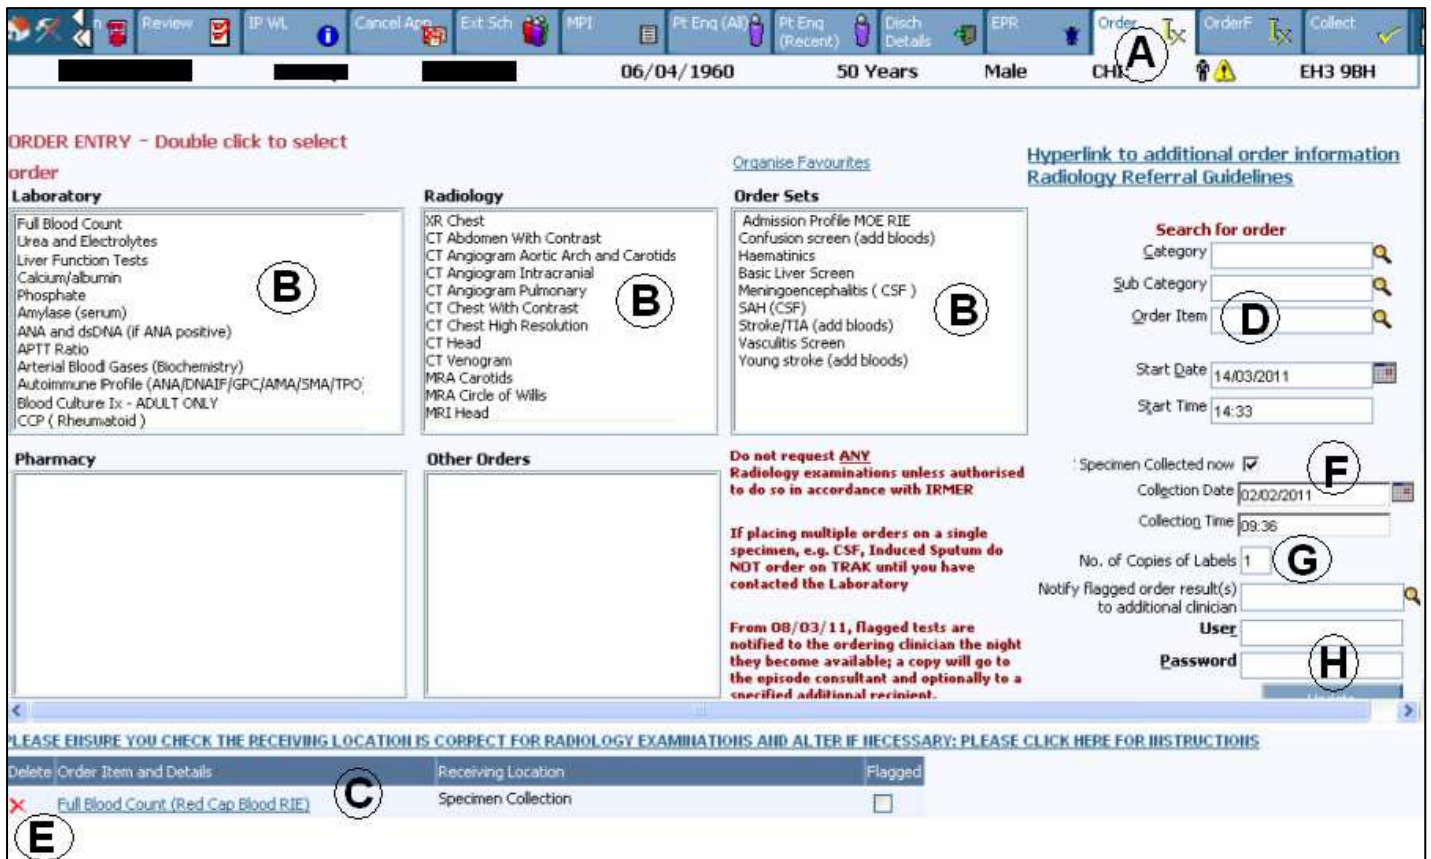 Review
IP WL
Cancel App
Ext Sch
MPI
Pt Enq (All)
Pt Enq (Recent)
Disch Details
EPR
Order
OrderF
Collect
A
06/04/1960 50 Years Male EH3 9BH
ORDER ENTRY - Double click to select
order
Organise Favourites
Hyperlink to additional order information
Radiology Referral Guidelines
Laboratory
Full Blood Count
Urea and Electrolytes
Liver Function Tests
Calcium/albumin
Phosphate
Amylase (serum)
ANA and dsDNA (if ANA positive)
APTT Ratio
Arterial Blood Gases (Biochemistry)
Autoimmune Profile (ANA/DNAIF/GPC/AMA/SMA/TPO)
Blood Culture Ix - ADULT ONLY
CCP ( Rheumatoid )
B
Radiology
XR Chest
CT Abdomen With Contrast
CT Angiogram Aortic Arch and Carotids
CT Angiogram Intracranial
CT Angiogram Pulmonary
CT Chest With Contrast
CT Chest High Resolution
CT Head
CT Venogram
MRA Carotids
MRA Circle of Willis
MRI Head
B
Order Sets
Admission Profile MOE RIE
Confusion screen (add bloods)
Haematinics
Basic Liver Screen
Meningoencephalitis ( CSF )
SAH (CSF)
Stroke/TIA (add bloods)
Vasculitis Screen
Young stroke (add bloods)
B
Search for order
Category
Sub Category
Order Item
D
Start Date 14/03/2011
Start Time 14:33
Pharmacy
Other Orders
Do not request ANY
Radiology examinations unless authorised
to do so in accordance with IRMER
If placing multiple orders on a single
specimen, e.g. CSF, Induced Sputum do
NOT order on TRAK until you have
contacted the Laboratory
From 08/03/11, flagged tests are
notified to the ordering clinician the night
they become available; a copy will go to
the episode consultant and optionally to a
specified additional recipient.
Specimen Collected now
F
Collection Date 02/02/2011
Collection Time 09:36
No. of Copies of Labels 1
G
Notify flagged order result(s)
to additional clinician
User
Password
H
Update
PLEASE ENSURE YOU CHECK THE RECEIVING LOCATION IS CORRECT FOR RADIOLOGY EXAMINATIONS AND ALTER IF NECESSARY: PLEASE CLICK HERE FOR INSTRUCTIONS
Delete Order Item and Details Receiving Location Flagged
Full Blood Count (Red Cap Blood RIE) Specimen Collection
C
E